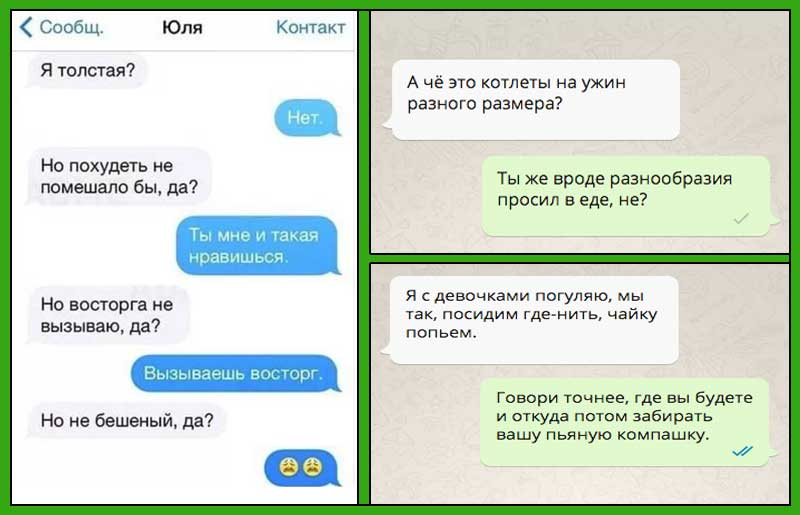 Сообщ.
Юля
Контакт
Я толстая?
Нет.
Но похудеть не
помешало бы, да?
Ты мне и такая
нравишься.
Но восторга не
вызываю, да?
Вызываешь восторг.
Но не бешеный, да?
😩😩
А чё это котлеты на ужин
разного размера?
Ты же вроде разнообразия
просил в еде, не?
Я с девочками погуляю, мы
так, посидим где-нить, чайку
попьем.
Говори точнее, где вы будете
и откуда потом забирать
вашу пьяную компашку.